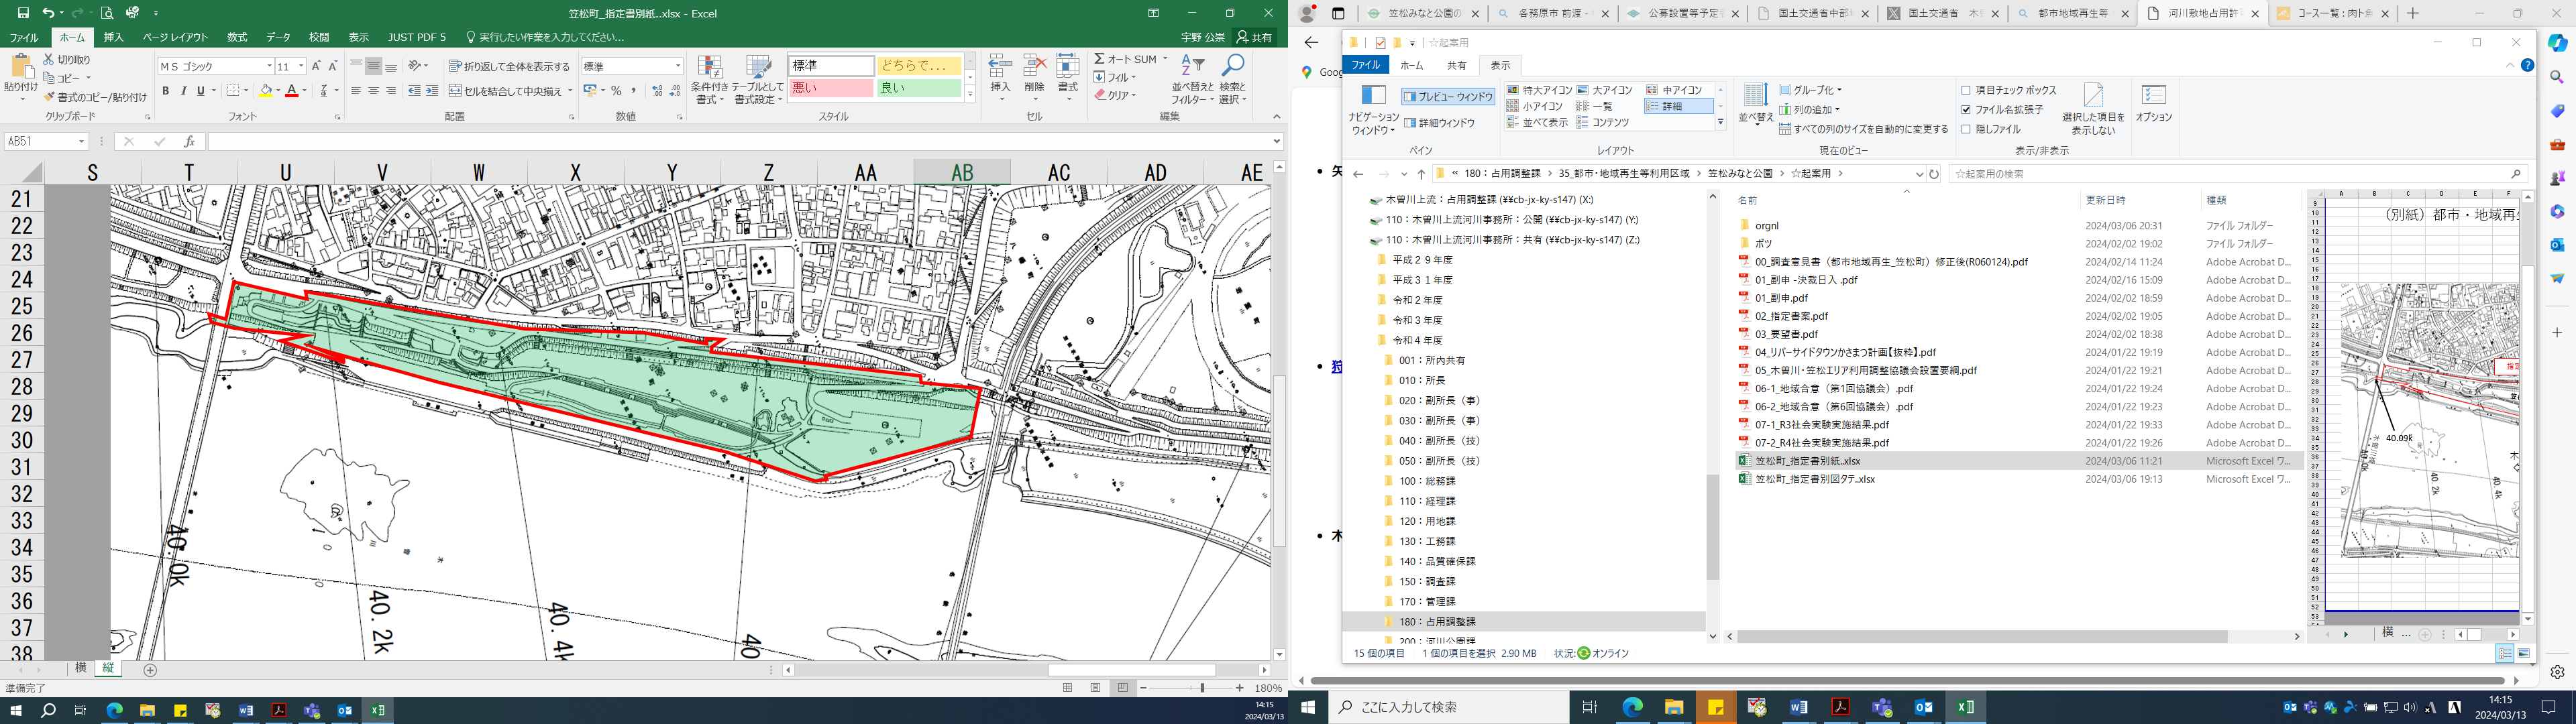 笠松町_指定書別紙..xlsx - Excel
ファイル ホーム 挿入 ページ レイアウト 数式 データ 校閲 表示 JUST PDF 5 実行したい作業を入力してください... 宇野 公崇 共有
貼り付け
切り取り
コピー
書式のコピー/貼り付け
クリップボード
ＭＳ ゴシック 11
B I U
フォント
折り返して全体を表示する
セルを結合して中央揃え
配置
標準
数値
条件付き書式
テーブルとして書式設定
標準 どちらで...
悪い 良い
スタイル
挿入 削除 書式
セル
オート SUM
フィル
クリア
並べ替えとフィルター
検索と選択
編集
AB51
S T U V W X Y Z AA AB AC AD AE
21
22
23
24
25
26
27
28
29
30
31
32
33
34
35
36
37
38
40.0k
40.2k
40.4k
40
横 縦
準備完了
180%
14:15
2024/03/13
笠松みなと公園の
各務原市 前渡 -
公募設置等予定
国土交通省中部
国土交通省 木
都市地域再生等
河川敷地占用許
コース一覧：肉ト魚
☆起案用
ファイル ホーム 共有 表示
ナビゲーション ウィンドウ
プレビュー ウィンドウ
詳細ウィンドウ
ペイン
特大アイコン 大アイコン 中アイコン
小アイコン 一覧 詳細
並べて表示 コンテンツ
レイアウト
並べ替え
グループ化
列の追加
すべての列のサイズを自動的に変更する
現在のビュー
項目チェック ボックス
ファイル名拡張子
隠しファイル
選択した項目を表示しない
表示/非表示
オプション
« 180：占用調整課 > 35_都市･地域再生等利用区域 > 笠松みなと公園 > ☆起案用 >
☆起案用の検索
木曽川上流：占用調整課 (¥¥cb-jx-ky-s147) (X:)
110：木曽川上流河川事務所：公開 (¥¥cb-jx-ky-s147) (Y:)
110：木曽川上流河川事務所：共有 (¥¥cb-jx-ky-s147) (Z:)
平成２９年度
平成３１年度
令和２年度
令和３年度
令和４年度
001：所内共有
010：所長
020：副所長（事）
030：副所長（事）
040：副所長（技）
050：副所長（技）
100：総務課
110：経理課
120：用地課
130：工務課
140：品質確保課
150：調査課
170：管理課
180：占用調整課
200：河川公園課
名前 更新日時 種類
orgnl 2024/03/06 20:31 ファイル フォルダー
ボツ 2024/02/02 19:02 ファイル フォルダー
00_調査意見書（都市地域再生_笠松町）修正後(R060124).pdf 2024/02/14 11:24 Adobe Acrobat D...
01_副申 -決裁日入 .pdf 2024/02/16 15:09 Adobe Acrobat D...
01_副申.pdf 2024/02/02 18:59 Adobe Acrobat D...
02_指定書案.pdf 2024/02/02 19:05 Adobe Acrobat D...
03_要望書.pdf 2024/02/02 18:38 Adobe Acrobat D...
04_リバーサイドタウンかさまつ計画【抜粋】.pdf 2024/01/22 19:19 Adobe Acrobat D...
05_木曽川･笠松エリア利用調整協議会設置要綱.pdf 2024/01/22 19:21 Adobe Acrobat D...
06-1_地域合意（第1回協議会）.pdf 2024/01/22 19:24 Adobe Acrobat D...
06-2_地域合意（第6回協議会）.pdf 2024/01/22 19:23 Adobe Acrobat D...
07-1_R3社会実験実施結果.pdf 2024/01/22 19:33 Adobe Acrobat D...
07-2_R4社会実験実施結果.pdf 2024/01/22 19:26 Adobe Acrobat D...
笠松町_指定書別紙..xlsx 2024/03/06 11:21 Microsoft Excel ワ...
笠松町_指定書別図タテ..xlsx 2024/03/06 19:13 Microsoft Excel ワ...
（別紙）都市・地域再
40.09k
40.0k
40.2k
40.4k
横 ...
15 個の項目 1 個の項目を選択 2.90 MB 状況: オンライン
ここに入力して検索
14:15
2024/03/13